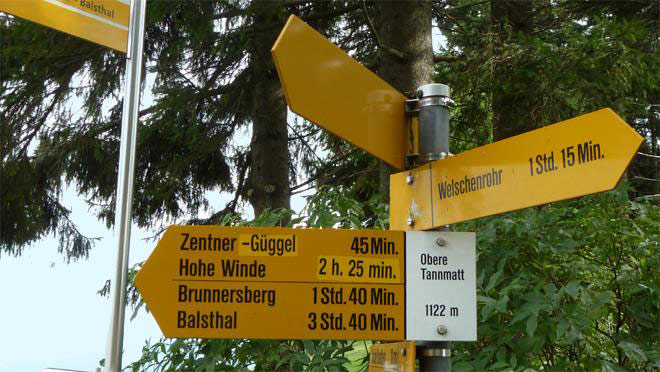 Balsthal
Welschenrohr 1 Std. 15 Min.
Zentner -Güggel 45 Min.
Hohe Winde 2 h. 25 min.
Brunnersberg 1 Std. 40 Min.
Balsthal 3 Std. 40 Min.
Obere
Tannmatt
1122 m